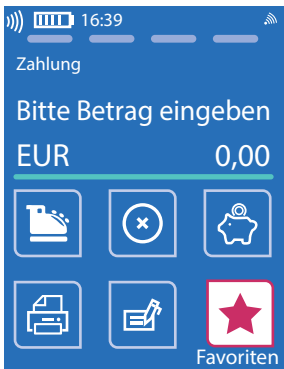 16:39
Zahlung
Bitte Betrag eingeben
EUR 0,00
Favoriten